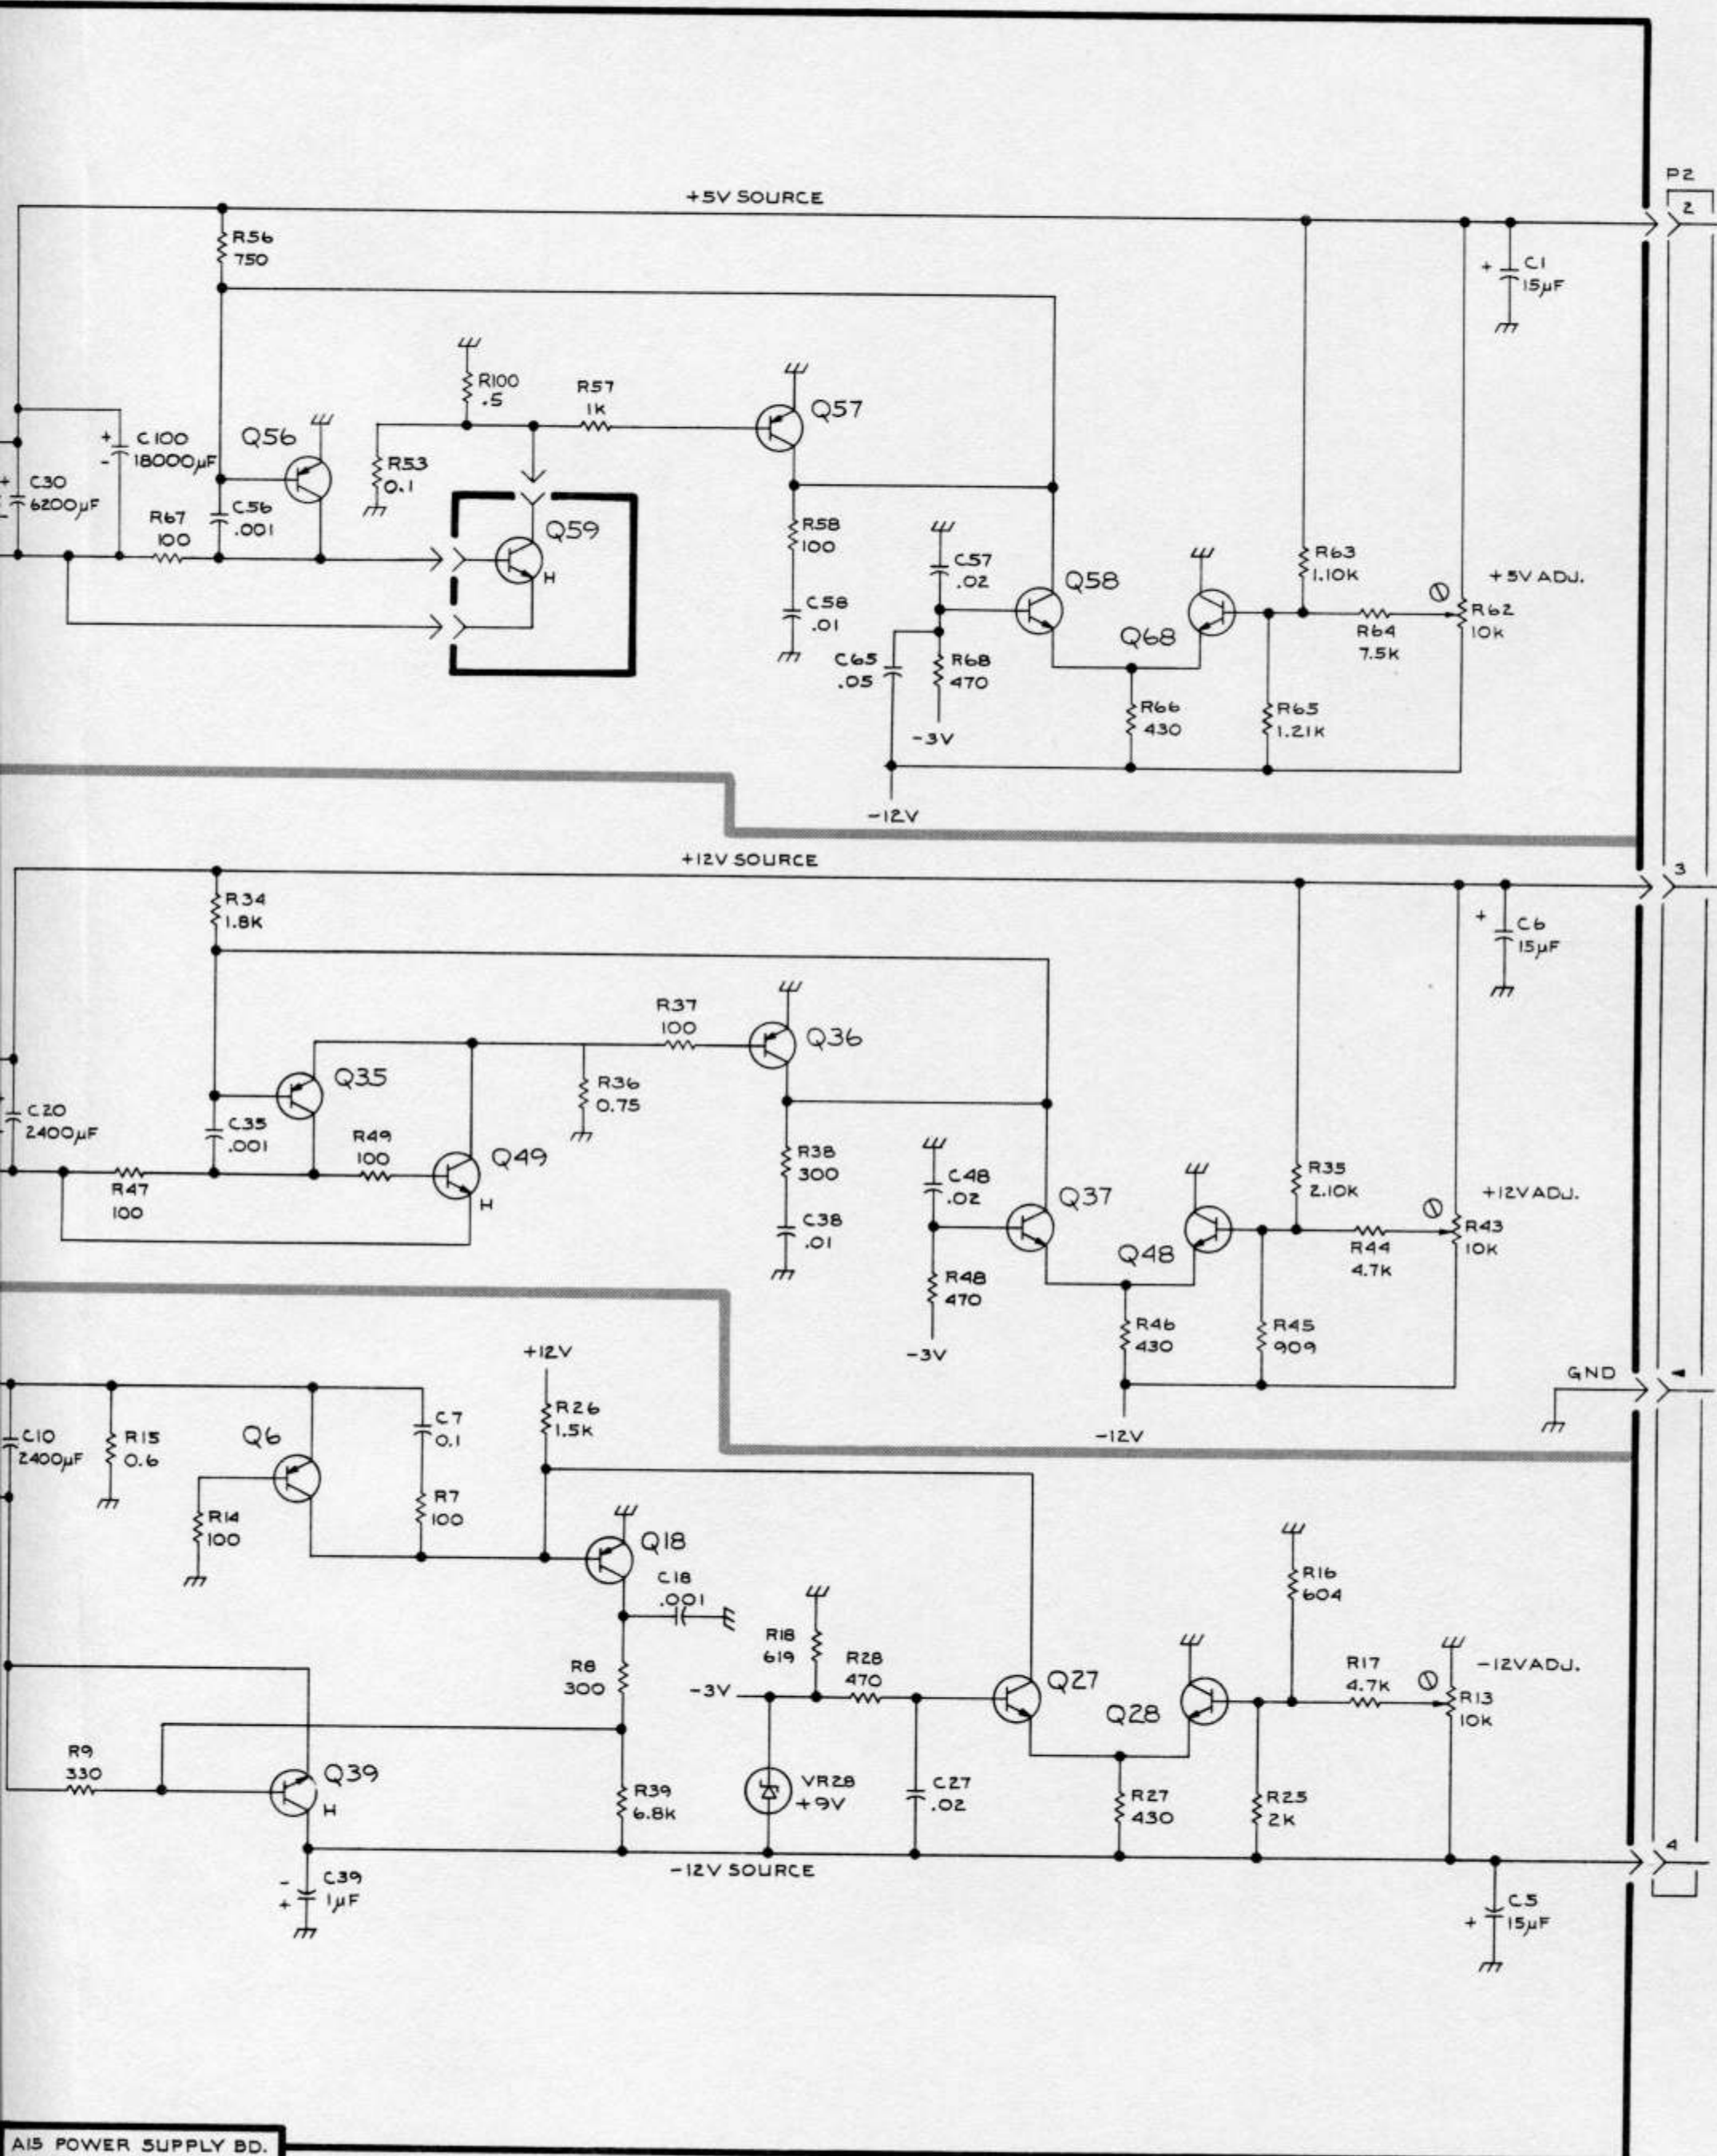 P2
2
+5V SOURCE
R56
750
+ C1
15µF
R100
.5
R57
1K
Q57
+
-
C100
18000µF
Q56
R53
0.1
+ C30
6200µF
R67
100
C56
.001
Q59
H
R58
100
C57
.02
Q58
R63
1.10K
+5V ADJ.
C58
.01
Q68
R64
7.5K
R62
10K
C65
.05
R68
470
R66
430
R65
1.21K
-3V
-12V
+12V SOURCE
3
R34
1.8K
+ C6
15µF
R37
100
Q36
Q35
R36
0.75
C20
2400µF
C35
.001
R49
100
Q49
H
R47
100
R38
300
C48
.02
Q37
R35
2.10K
+12V ADJ.
C38
.01
Q48
R44
4.7K
R43
10K
R48
470
R46
430
R45
909
-3V
-12V
GND
+12V
C10
2400µF
R15
0.6
Q6
C7
0.1
R26
1.5K
R14
100
R7
100
Q18
C18
.001
R16
604
R18
619
R28
470
R8
300
-3V
Q27
Q28
R17
4.7K
-12V ADJ.
R13
10K
R9
330
Q39
H
R39
6.8K
VR28
+9V
C27
.02
R27
430
R25
2K
4
-12V SOURCE
-
+
C39
1µF
+
C5
15µF
A15 POWER SUPPLY BD.